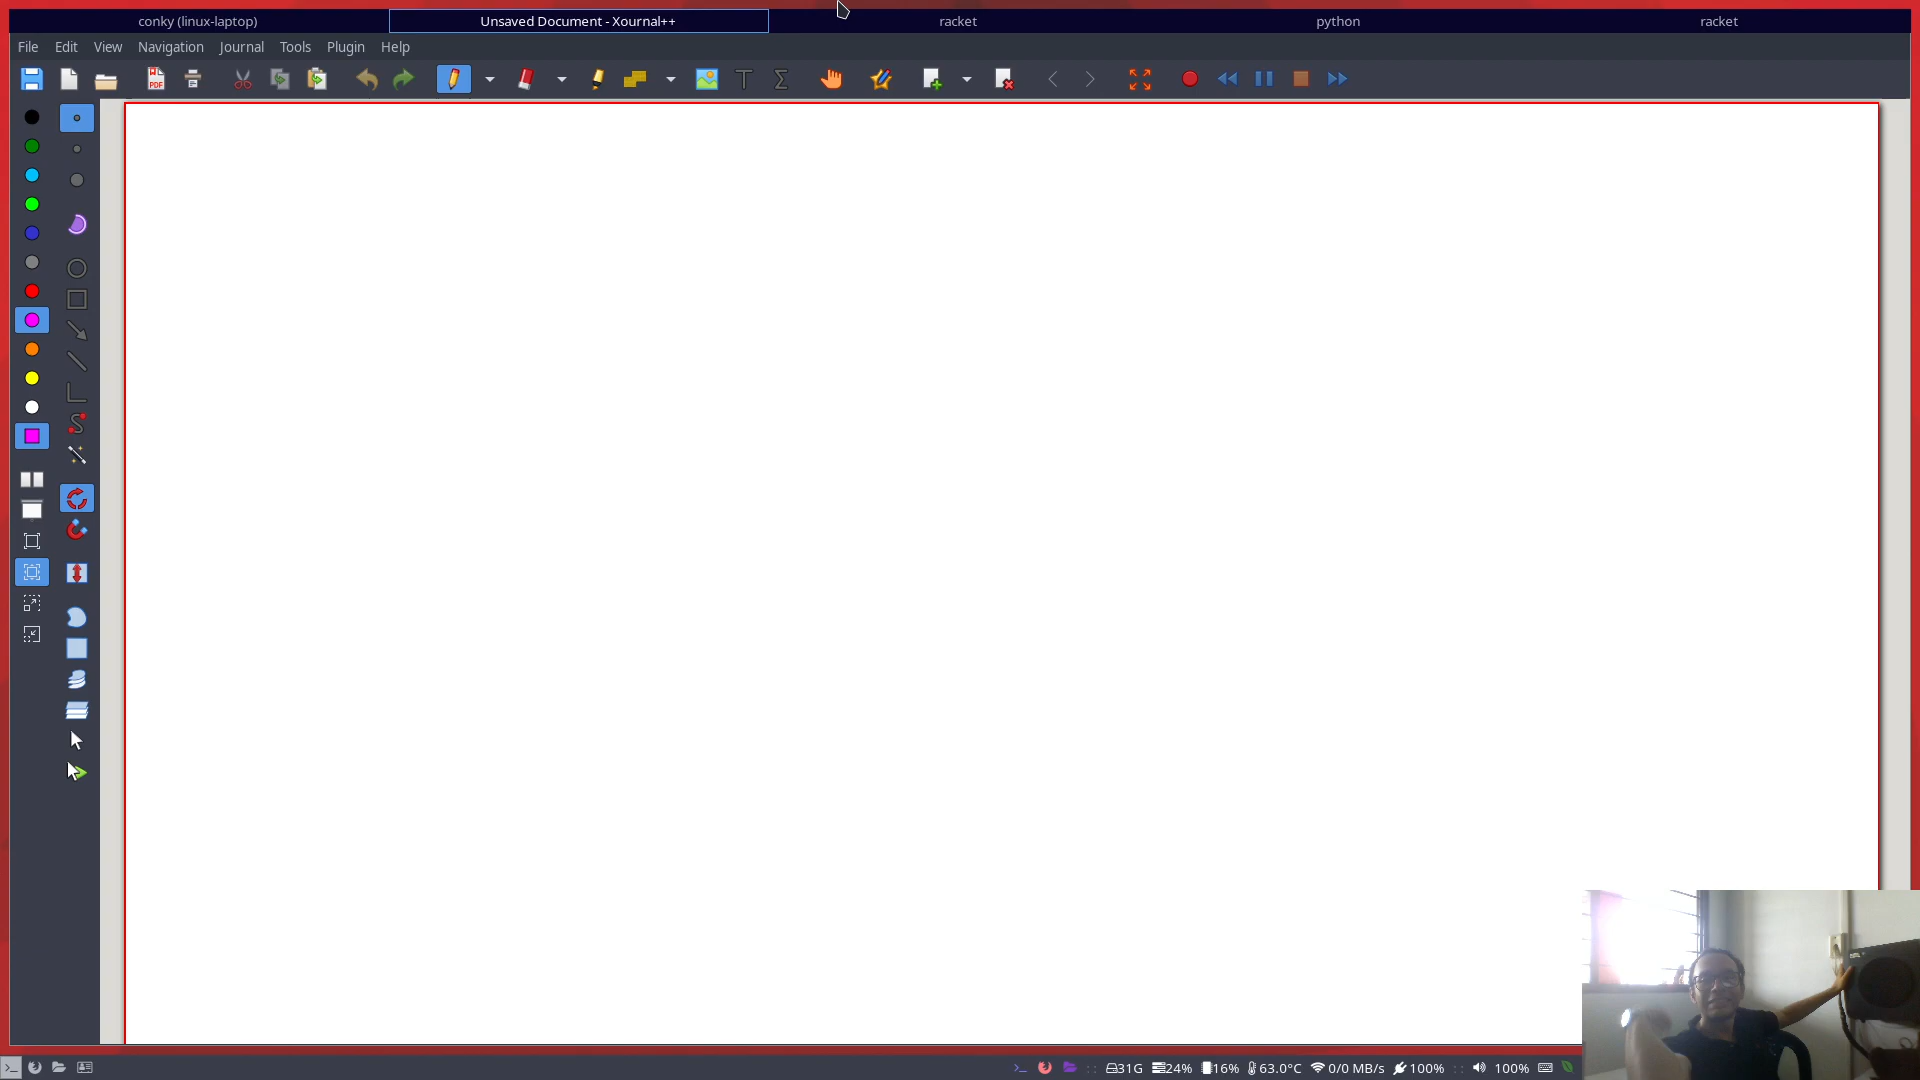 conky (linux-laptop) Unsaved Document - Xournal++ racket python racket
File Edit View Navigation Journal Tools Plugin Help
31G 24% 16% 63.0°C 0/0 MB/s 100% 100%